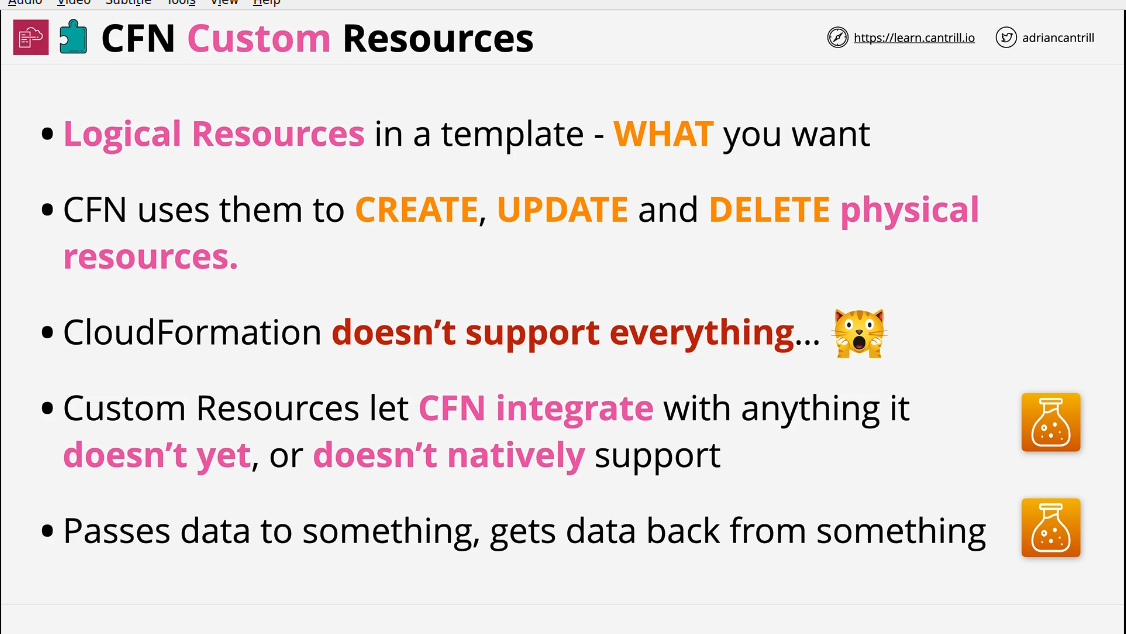 Audio Video Subtitle Tools View Help
CFN Custom Resources
https://learn.cantrill.io adriancantrill
• Logical Resources in a template - WHAT you want
• CFN uses them to CREATE, UPDATE and DELETE physical
resources.
• CloudFormation doesn’t support everything...
• Custom Resources let CFN integrate with anything it
doesn’t yet, or doesn’t natively support
• Passes data to something, gets data back from something